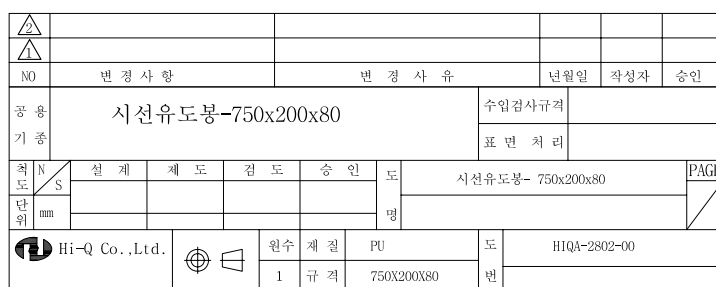 2
1
NO 변 경 사 항 변 경 사 유 년월일 작성자 승인
공 용 기 종 시선유도봉-750x200x80 수입검사규격
표 면 처 리
척도 N/S 설 계 제 도 검 도 승 인 도명 시선유도봉- 750x200x80 PAGE
단위 mm
Hi-Q Co.,Ltd. 원수 재 질 PU 도번 HIQA-2802-00
1 규 격 750X200X80